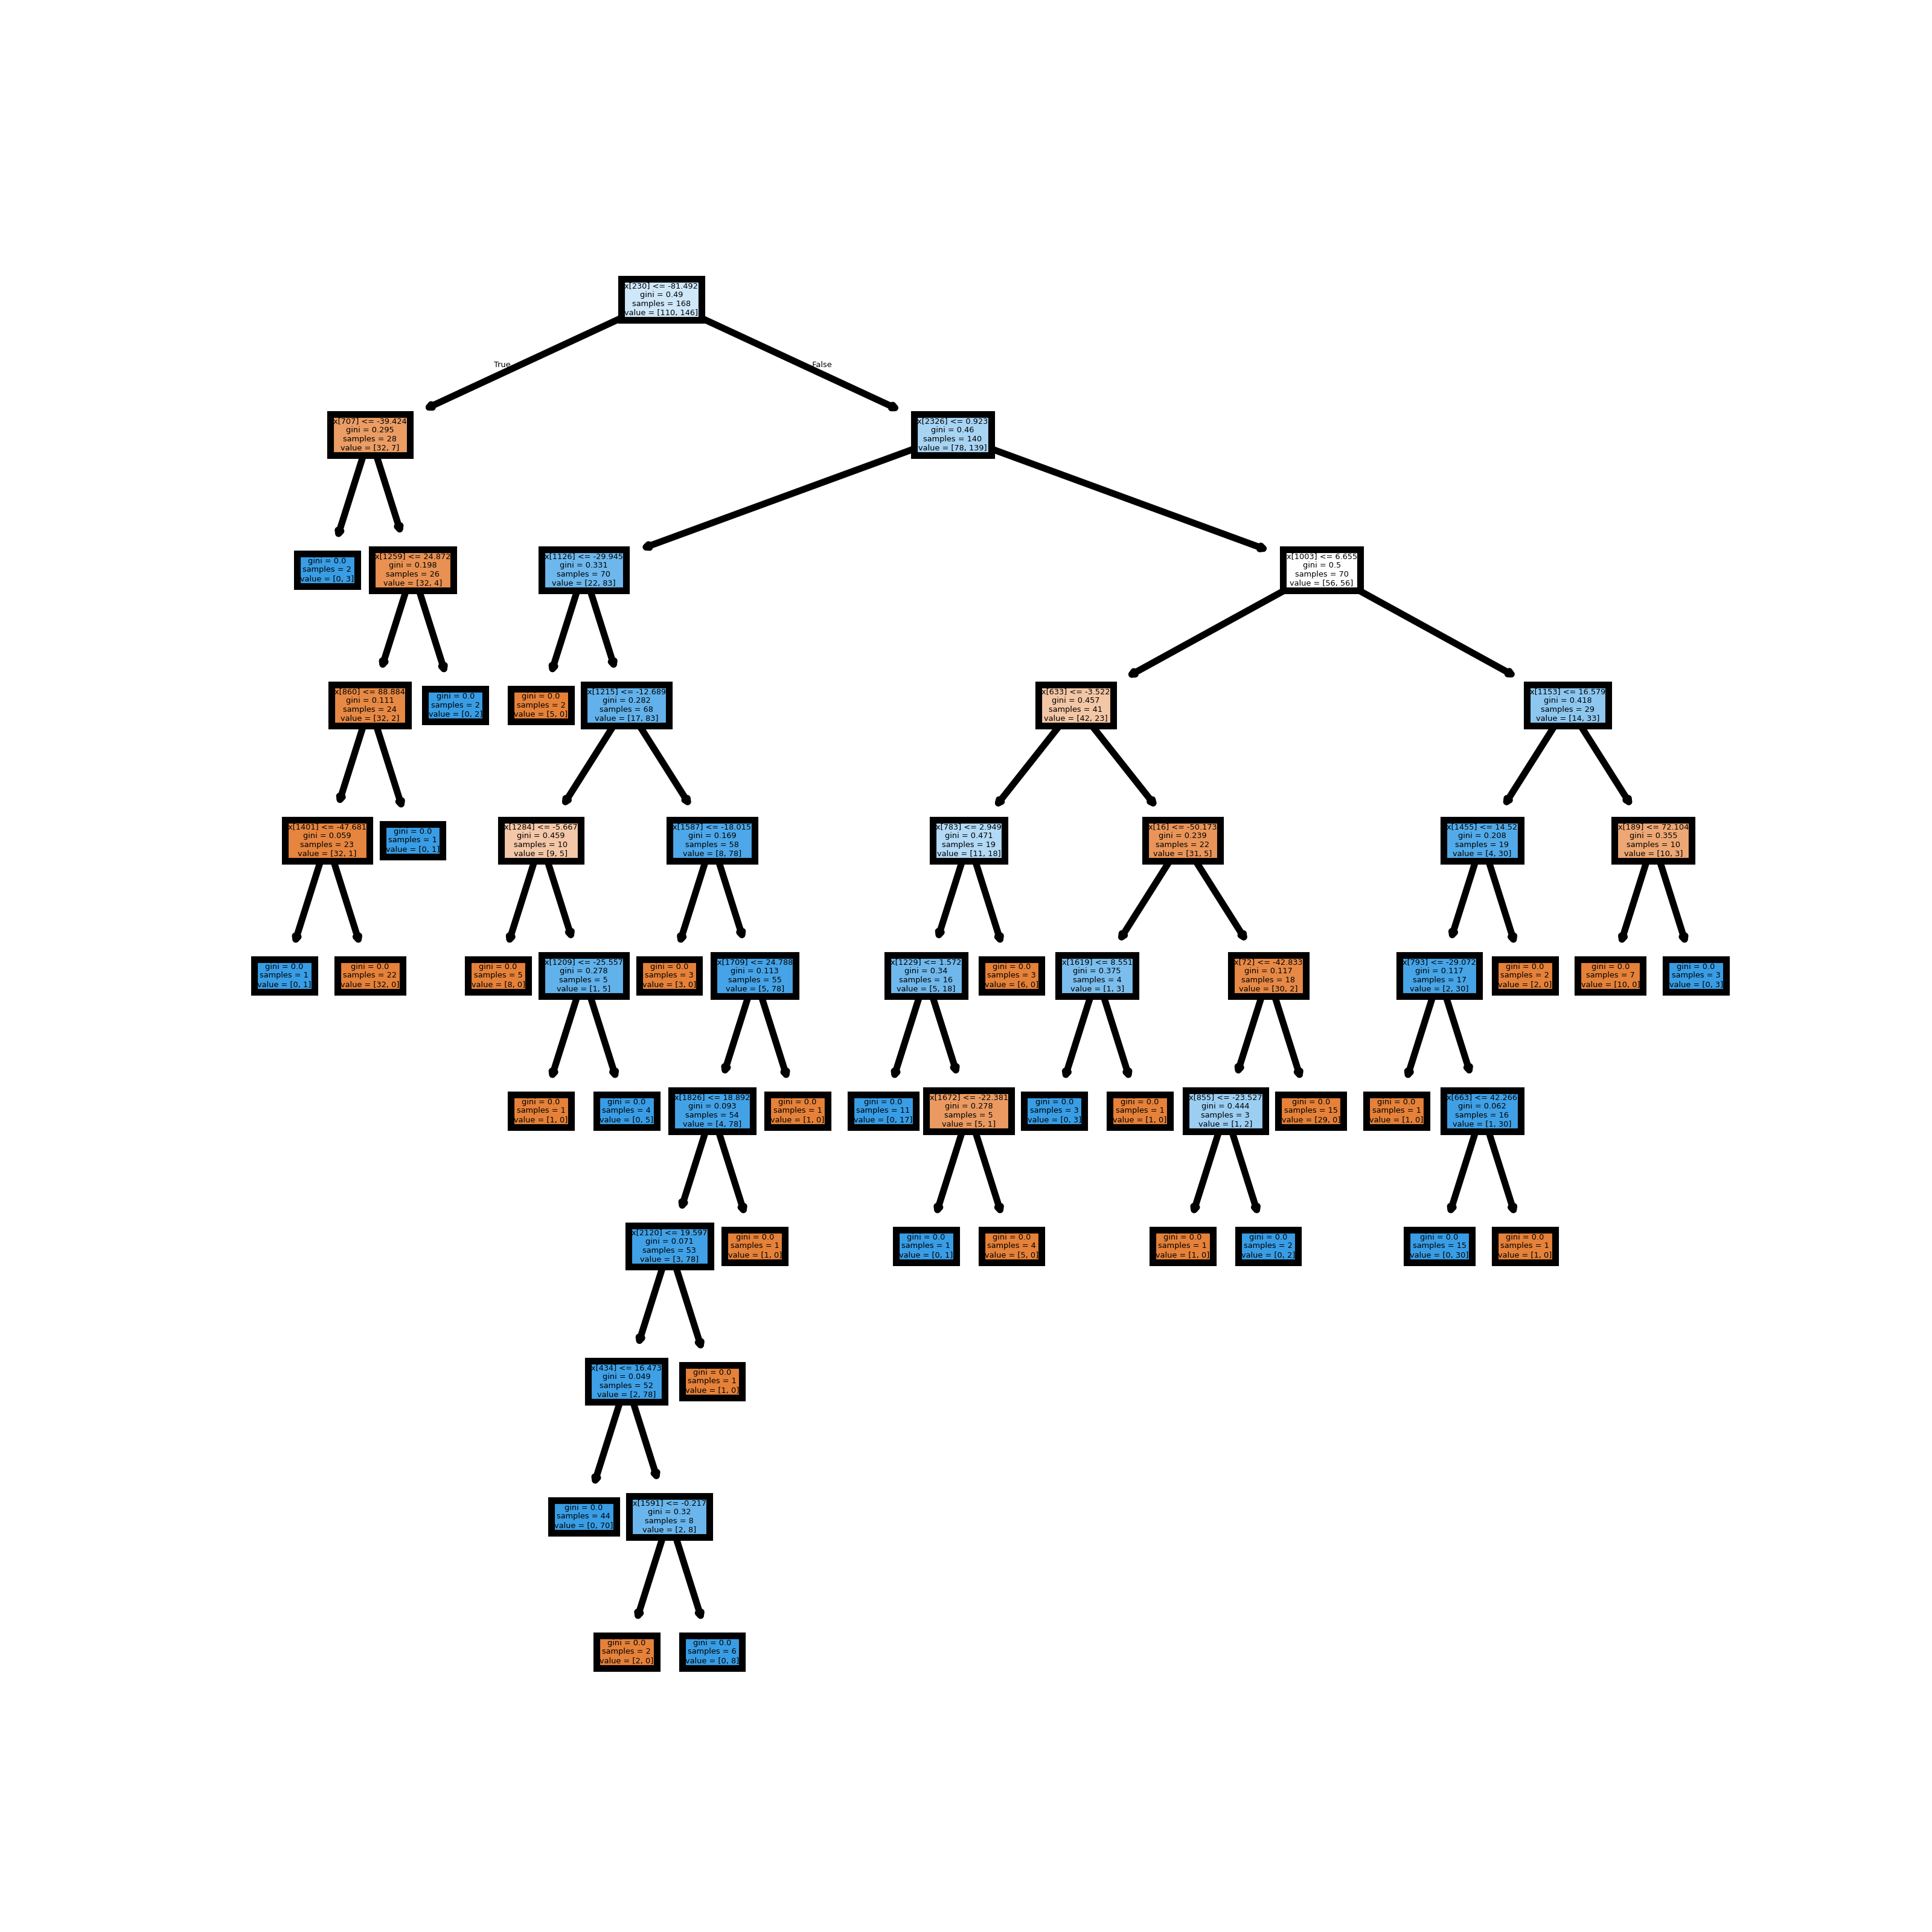 x[230] <= -81.492
gini = 0.49
samples = 168
value = [110, 146]
True
False
x[707] <= -39.424
gini = 0.295
samples = 28
value = [32, 7]
x[2326] <= 0.923
gini = 0.46
samples = 140
value = [78, 139]
gini = 0.0
samples = 2
value = [0, 3]
x[1259] <= 24.872
gini = 0.198
samples = 26
value = [32, 4]
x[1126] <= -29.945
gini = 0.331
samples = 70
value = [22, 83]
x[1003] <= 6.655
gini = 0.5
samples = 70
value = [56, 56]
x[860] <= 88.884
gini = 0.111
samples = 24
value = [32, 2]
gini = 0.0
samples = 2
value = [0, 2]
gini = 0.0
samples = 2
value = [5, 0]
x[1215] <= -12.689
gini = 0.282
samples = 68
value = [17, 83]
x[633] <= -3.522
gini = 0.457
samples = 41
value = [42, 23]
x[1153] <= 16.579
gini = 0.418
samples = 29
value = [14, 33]
x[1401] <= -47.681
gini = 0.059
samples = 23
value = [32, 1]
gini = 0.0
samples = 1
value = [0, 1]
x[1284] <= -5.667
gini = 0.459
samples = 10
value = [9, 5]
x[1587] <= -18.015
gini = 0.169
samples = 58
value = [8, 78]
x[783] <= 2.949
gini = 0.471
samples = 19
value = [11, 18]
x[16] <= -50.173
gini = 0.239
samples = 22
value = [31, 5]
x[1455] <= 14.52
gini = 0.208
samples = 19
value = [4, 30]
x[189] <= 72.104
gini = 0.355
samples = 10
value = [10, 3]
gini = 0.0
samples = 1
value = [0, 1]
gini = 0.0
samples = 22
value = [32, 0]
gini = 0.0
samples = 5
value = [8, 0]
x[1209] <= -25.557
gini = 0.278
samples = 5
value = [1, 5]
gini = 0.0
samples = 3
value = [3, 0]
x[1709] <= 24.788
gini = 0.113
samples = 55
value = [5, 78]
x[1229] <= 1.572
gini = 0.34
samples = 16
value = [5, 18]
gini = 0.0
samples = 3
value = [6, 0]
x[1619] <= 8.551
gini = 0.375
samples = 4
value = [1, 3]
x[72] <= -42.833
gini = 0.117
samples = 18
value = [30, 2]
x[793] <= -29.072
gini = 0.117
samples = 17
value = [2, 30]
gini = 0.0
samples = 2
value = [2, 0]
gini = 0.0
samples = 7
value = [10, 0]
gini = 0.0
samples = 3
value = [0, 3]
gini = 0.0
samples = 1
value = [1, 0]
gini = 0.0
samples = 4
value = [0, 5]
x[1826] <= 18.892
gini = 0.093
samples = 54
value = [4, 78]
gini = 0.0
samples = 1
value = [1, 0]
gini = 0.0
samples = 11
value = [0, 17]
x[1672] <= -22.381
gini = 0.278
samples = 5
value = [5, 1]
gini = 0.0
samples = 3
value = [0, 3]
gini = 0.0
samples = 1
value = [1, 0]
x[855] <= -23.527
gini = 0.444
samples = 3
value = [1, 2]
gini = 0.0
samples = 15
value = [29, 0]
gini = 0.0
samples = 1
value = [1, 0]
x[663] <= 42.266
gini = 0.062
samples = 16
value = [1, 30]
x[2120] <= 19.597
gini = 0.071
samples = 53
value = [3, 78]
gini = 0.0
samples = 1
value = [1, 0]
gini = 0.0
samples = 1
value = [0, 1]
gini = 0.0
samples = 4
value = [5, 0]
gini = 0.0
samples = 1
value = [1, 0]
gini = 0.0
samples = 2
value = [0, 2]
gini = 0.0
samples = 15
value = [0, 30]
gini = 0.0
samples = 1
value = [1, 0]
x[434] <= 16.473
gini = 0.049
samples = 52
value = [2, 78]
gini = 0.0
samples = 1
value = [1, 0]
gini = 0.0
samples = 44
value = [0, 70]
x[1591] <= -0.217
gini = 0.32
samples = 8
value = [2, 8]
gini = 0.0
samples = 2
value = [2, 0]
gini = 0.0
samples = 6
value = [0, 8]